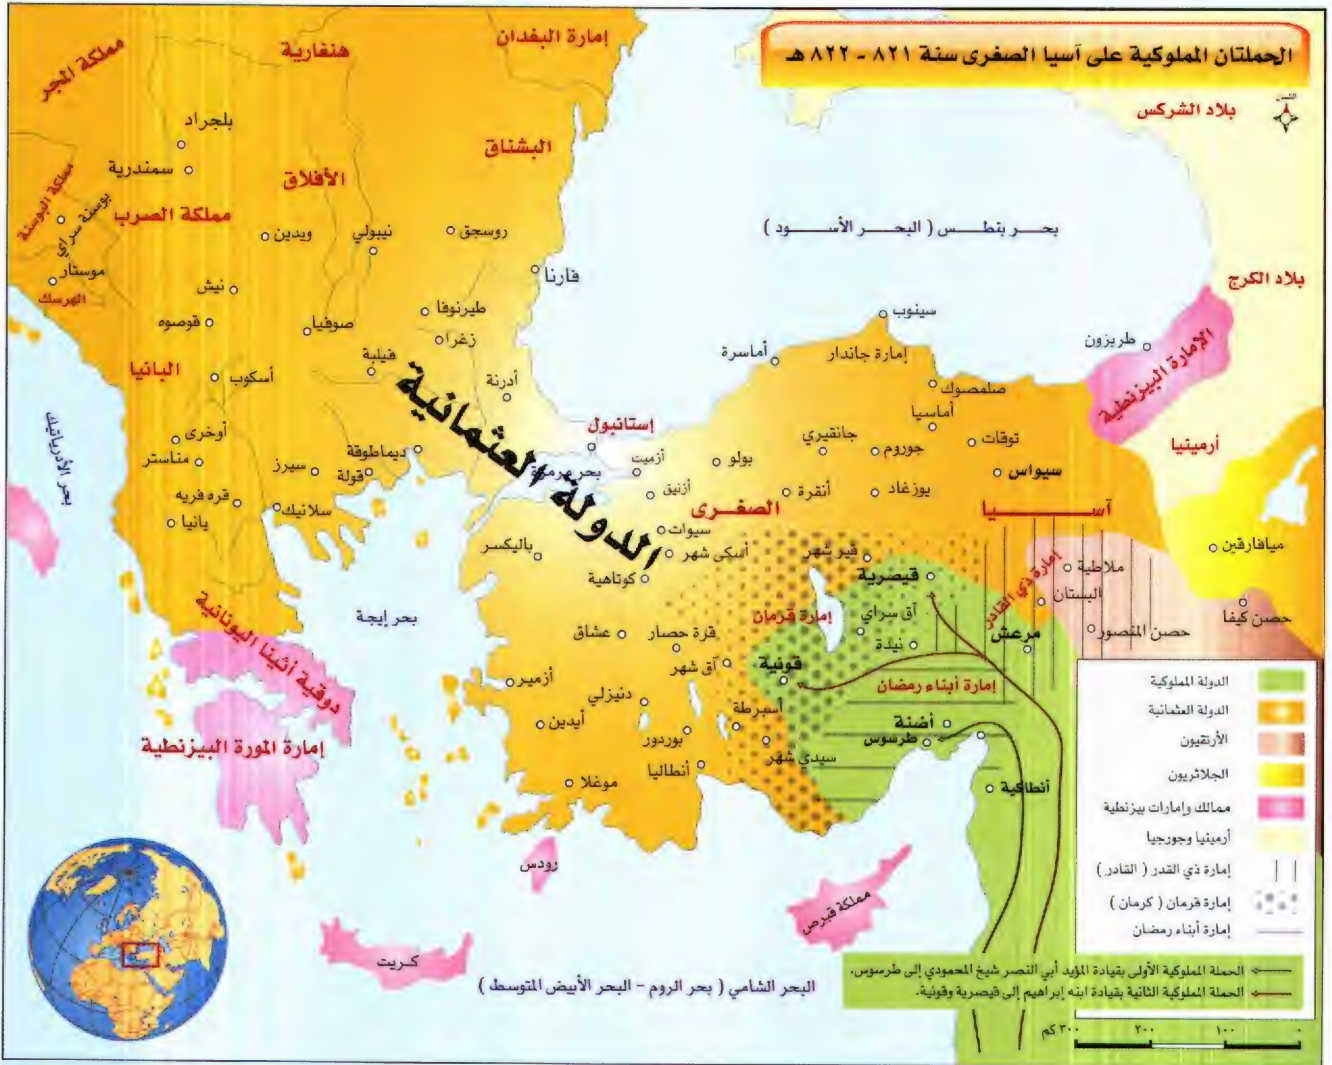 الحملتان المملوكية على آسيا الصغرى سنة ٨٢١ - ٨٢٢ هـ
الشمال
مملكة المجر
هنغارية
إمارة البغدان
بلاد الشركس
بلجراد
سمندرية
البشناق
الأفلاق
مملكة البوسنة
بوسنة سراي
مملكة الصرب
ويدين
نيبولي
روسجق
بحـــر بنطـــس ( البحـــر الأســـود )
موستار
الهرسك
نيش
فارنا
بلاد الكرج
قوصوه
صوفيا
طيرنوفا
زغرا
سينوب
طربزون
الإمارة البيزنطية
ألبانيا
أسكوب
فيلبة
أدرنة
أماسرة
إمارة جاندار
صلمصوك
أماسيا
بحر الأدرياتيك
أوخرى
مناستر
ديماطوقة
إستانبول
أزميت
بحر مرمرة
بولو
جانقيري
جوروم
توقات
أرمينيا
سيرز
قولة
الدولة العثمانية
أزنيق
أنقرة
يوزغاد
سيواس
قره فريه
يانيا
سلانيك
آســـيا
الصغرى
سيوات
باليكسر
أسكي شهر
كوتاهية
قير شهر
قيصرية
إمارة ذي القادر
ملاطية
البستان
ميافارقين
حصن كيفا
دوقية أثينا اليونانية
بحر إيجة
عشاق
قرة حصار
إمارة قرمان
آق سراي
نيدة
مرعش
حصن المنصور
أزمير
دنيزلي
آق شهر
قونية
إمارة أبناء رمضان
إمارة المورة البيزنطية
أيدين
بوردور
أسبرطة
أضنة
طرسوس
سيدي شهر
موغلا
أنطاليا
أنطاكية
رودس
مملكة قبرص
كريت
البحر الشامي ( بحر الروم - البحر الأبيض المتوسط )
الدولة المملوكية
الدولة العثمانية
الأرتقيون
الجلائريون
ممالك وإمارات بيزنطية
أرمينيا وجورجيا
إمارة ذي القدر ( القادر )
إمارة قرمان ( كرمان )
إمارة أبناء رمضان
الحملة المملوكية الأولى بقيادة المؤيد أبي النصر شيخ المحمودي إلى طرسوس.
الحملة المملوكية الثانية بقيادة ابنه إبراهيم إلى قيصرية وقونية.
٠ ١٠٠ ٢٠٠ ٣٠٠ كم